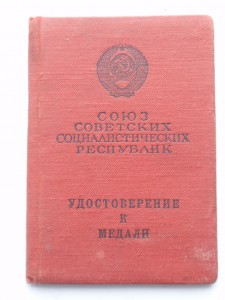 СОЮЗ
СОВЕТСКИХ
СОЦИАЛИСТИЧЕСКИХ
РЕСПУБЛИК
УДОСТОВЕРЕНИЕ
К
МЕДАЛИ